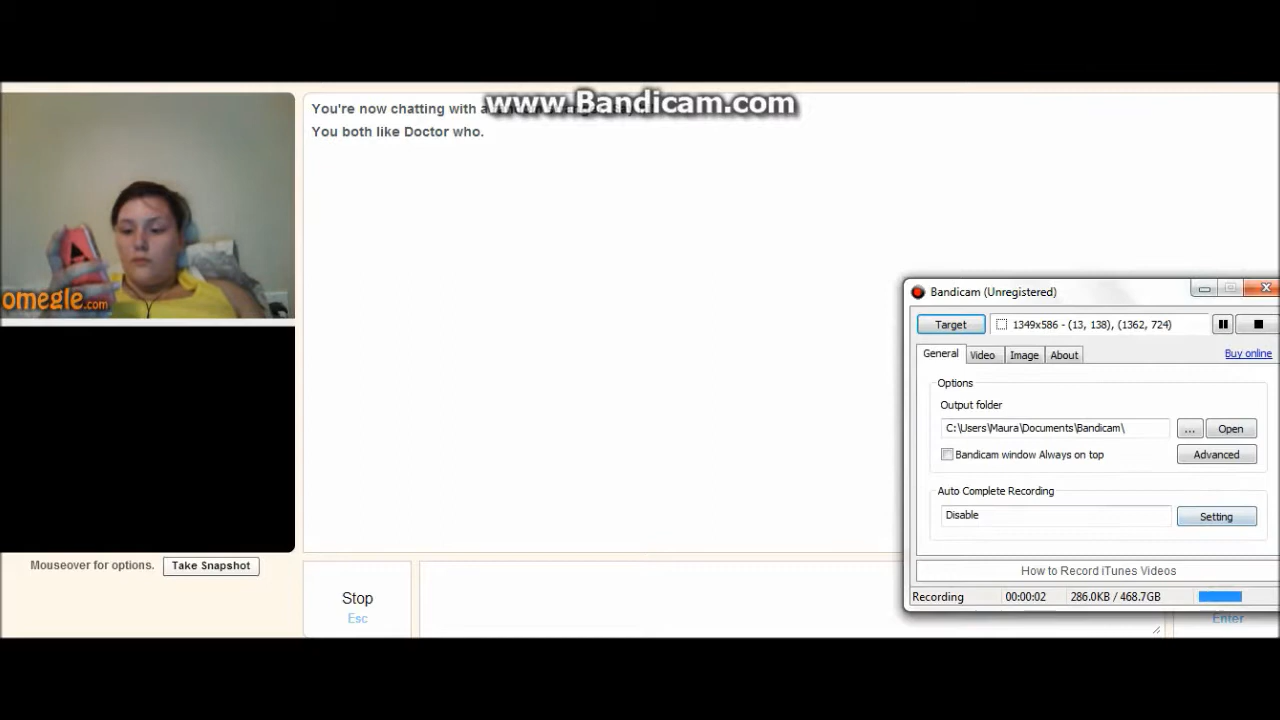 www.Bandicam.com
You're now chatting with a
You both like Doctor who.
omegle.com
Mouseover for options.
Take Snapshot
Stop
Esc
Enter
Bandicam (Unregistered)
Target
1349x586 - (13, 138), (1362, 724)
General Video Image About
Buy online
Options
Output folder
C:\Users\Maura\Documents\Bandicam\
... Open
Bandicam window Always on top
Advanced
Auto Complete Recording
Disable
Setting
How to Record iTunes Videos
Recording 00:00:02 286.0KB / 468.7GB